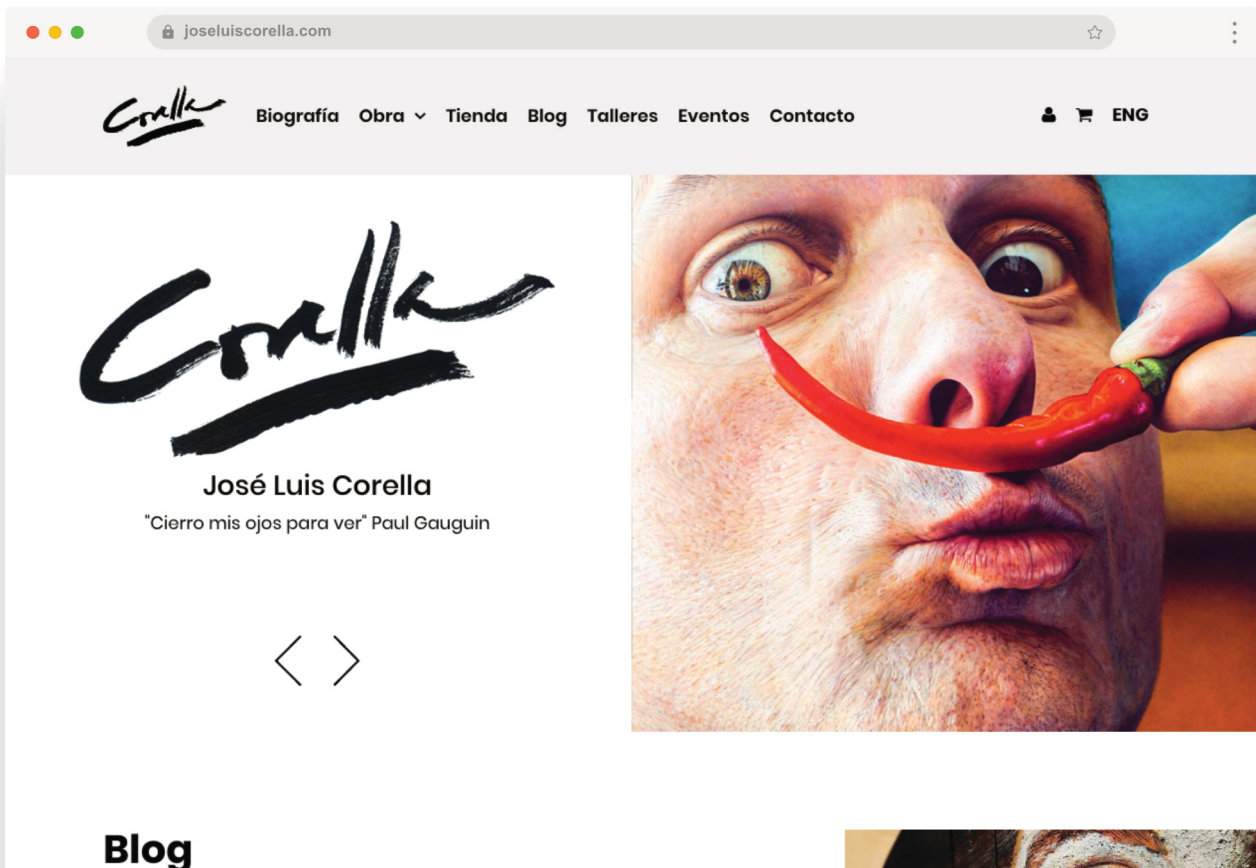 joseluiscorella.com
Corella
Biografía Obra Tienda Blog Talleres Eventos Contacto ENG
Corella
José Luis Corella
"Cierro mis ojos para ver" Paul Gauguin
Blog